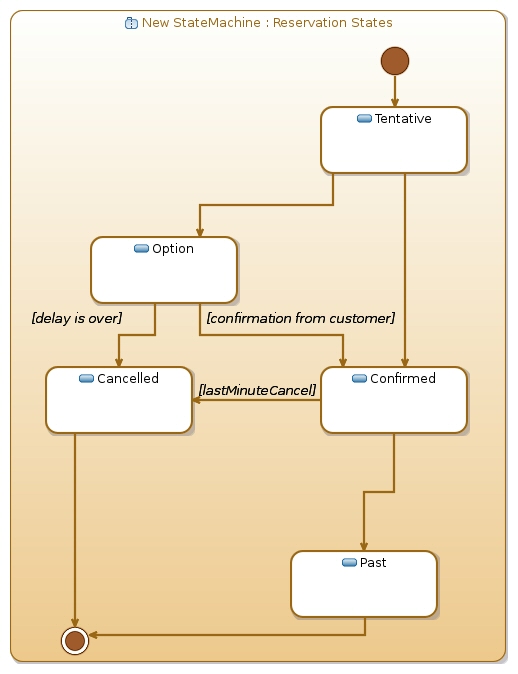 New StateMachine : Reservation States
Tentative
Option
[delay is over]
[confirmation from customer]
Cancelled
[lastMinuteCancel]
Confirmed
Past